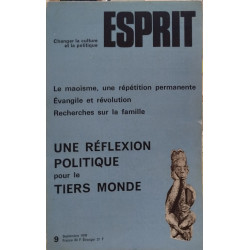 Changer la culture
et la politique
ESPRIT
Le maoïsme, une répétition permanente
Évangile et révolution
Recherches sur la famille
UNE RÉFLEXION
POLITIQUE
pour le
TIERS MONDE
9